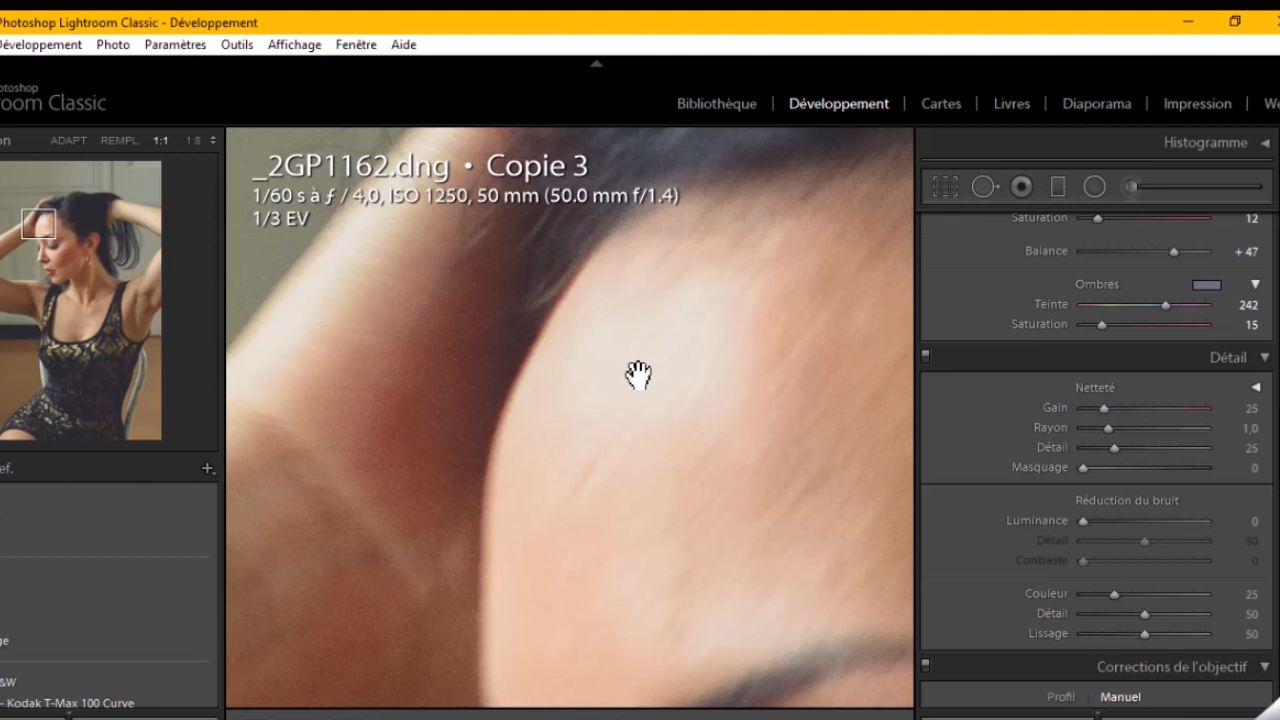 Photoshop Lightroom Classic - Développement
Développement Photo Paramètres Outils Affichage Fenêtre Aide
otoshop
room Classic
Bibliothèque | Développement | Cartes | Livres | Diaporama | Impression | We
on ADAPT REMPL. 1:1 1:8
Histogramme
_2GP1162.dng • Copie 3
1/60 s à ƒ / 4,0, ISO 1250, 50 mm (50.0 mm f/1.4)
1/3 EV
Saturation 12
Balance + 47
Ombres
Teinte 242
Saturation 15
Détail
Netteté
Gain 25
Rayon 1,0
Détail 25
Masquage 0
ef.
Réduction du bruit
Luminance 0
Détail 50
Contraste 0
Couleur 25
Détail 50
Lissage 50
ge
&W
- Kodak T-Max 100 Curve
Corrections de l'objectif
Profil Manuel